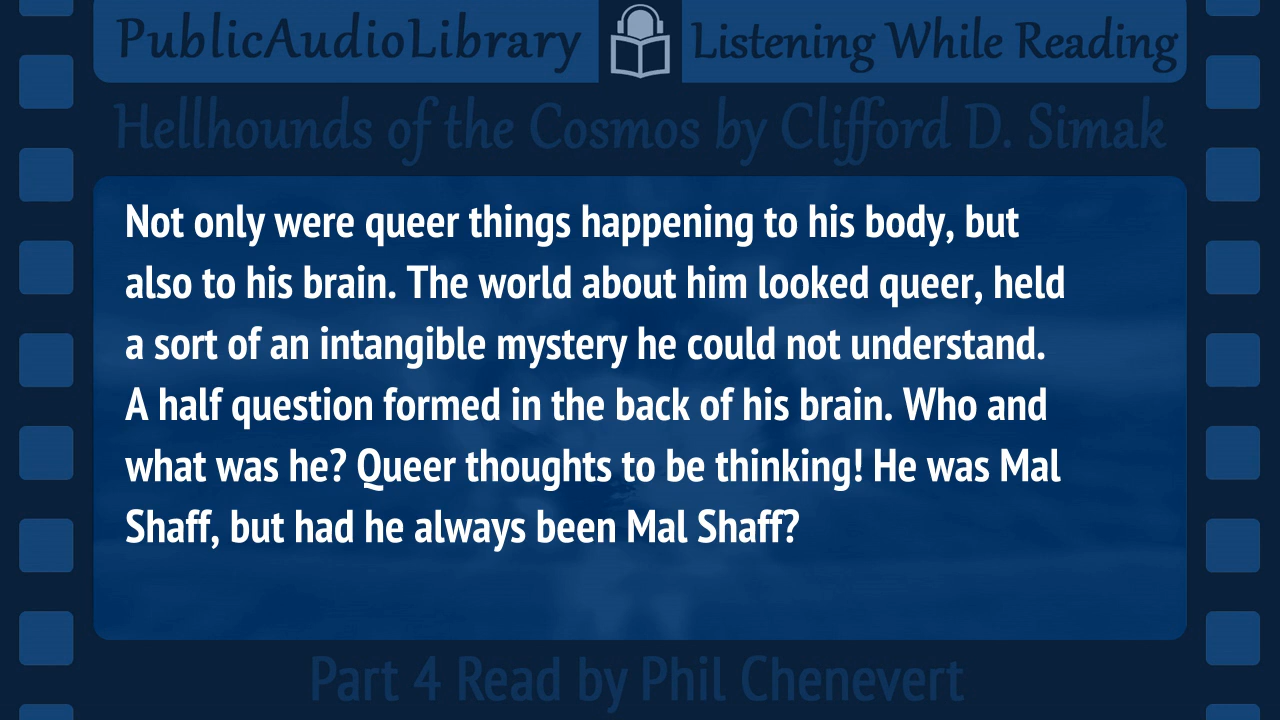 PublicAudioLibrary Listening While Reading
Hellhounds of the Cosmos by Clifford D. Simak
Not only were queer things happening to his body, but
also to his brain. The world about him looked queer, held
a sort of an intangible mystery he could not understand.
A half question formed in the back of his brain. Who and
what was he? Queer thoughts to be thinking! He was Mal
Shaff, but had he always been Mal Shaff?
Part 4 Read by Phil Chenevert